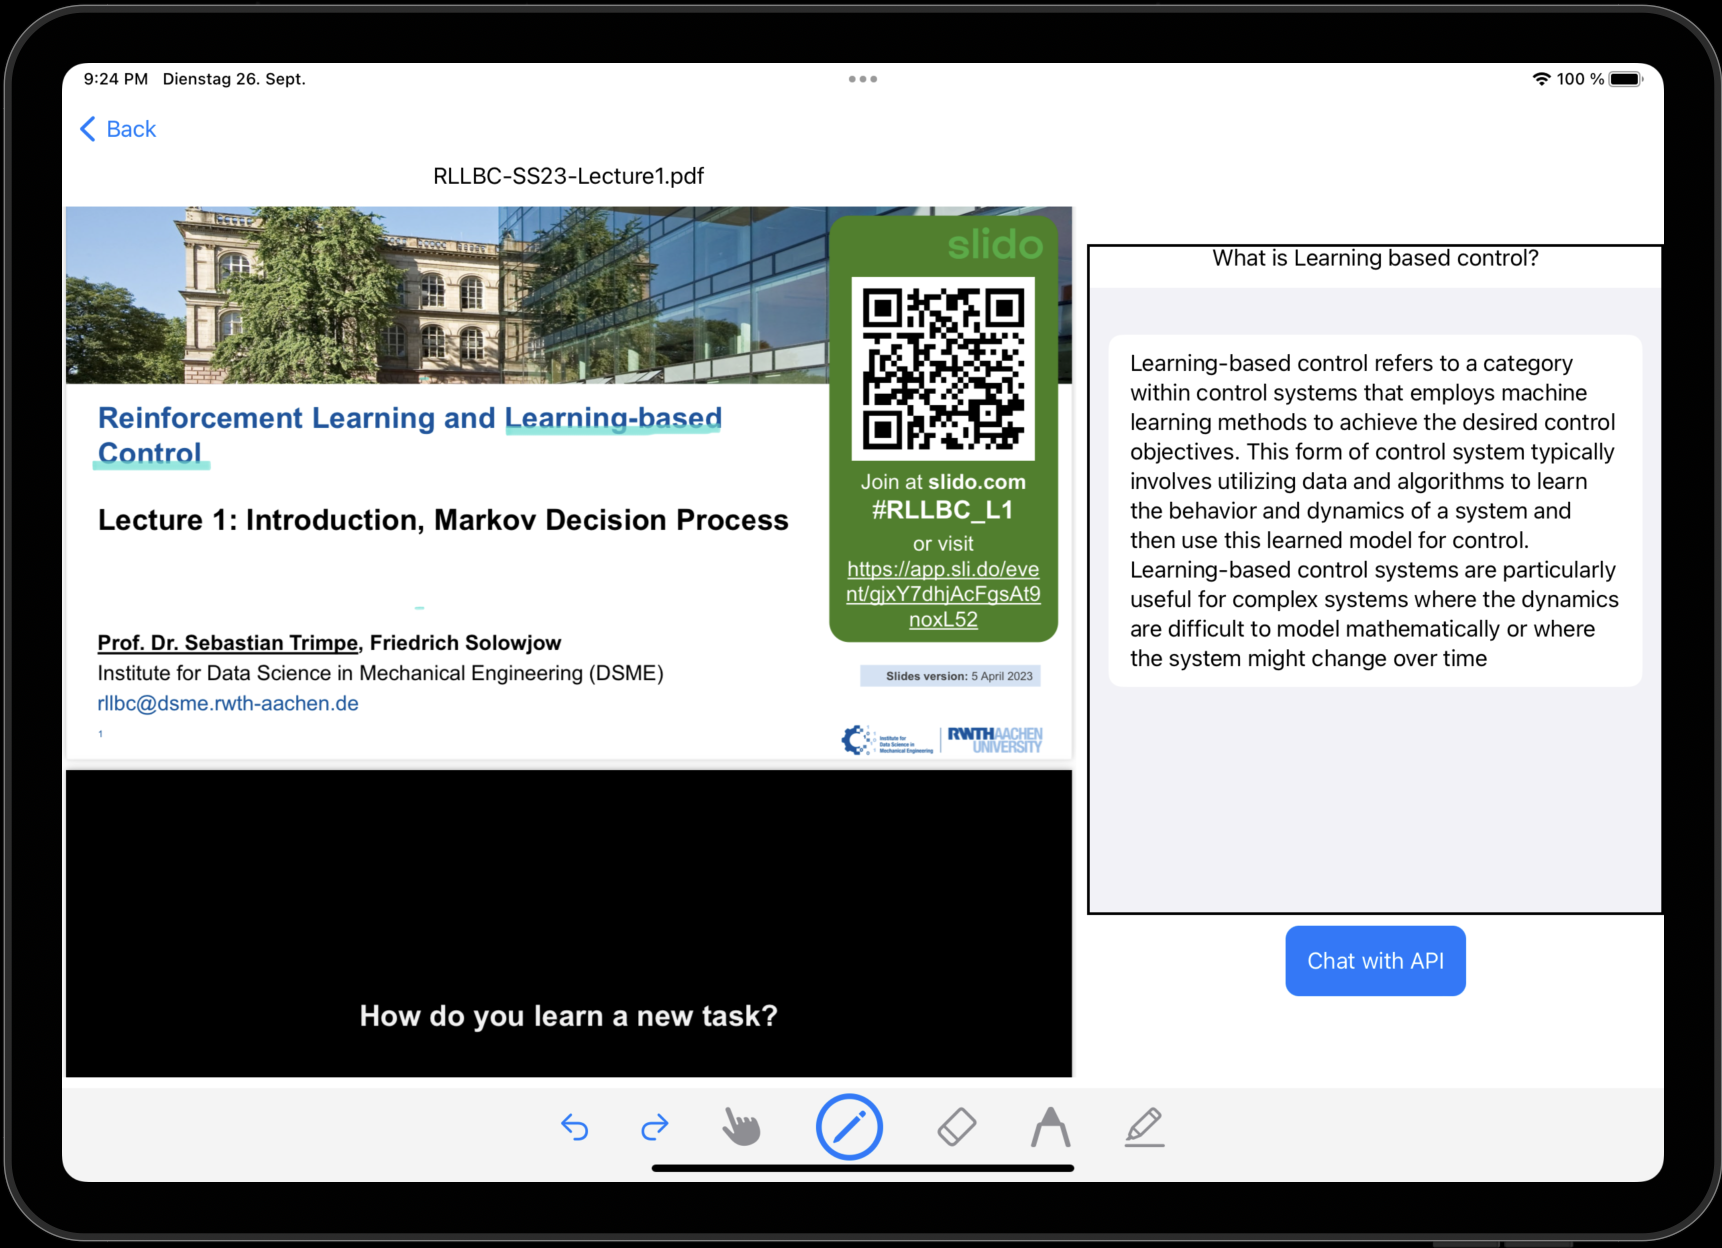 9:24 PM Dienstag 26. Sept.
100 %
Back
RLLBC-SS23-Lecture1.pdf
slido
Join at slido.com
#RLLBC_L1
or visit
https://app.sli.do/eve
nt/gjxY7dhjAcFgsAt9
noxL52
Reinforcement Learning and Learning-based
Control
Lecture 1: Introduction, Markov Decision Process
Prof. Dr. Sebastian Trimpe, Friedrich Solowjow
Institute for Data Science in Mechanical Engineering (DSME)
rllbc@dsme.rwth-aachen.de
1
Slides version: 5 April 2023
Institute for
Data Science in
Mechanical Engineering
RWTHAACHEN
UNIVERSITY
How do you learn a new task?
What is Learning based control?
Learning-based control refers to a category
within control systems that employs machine
learning methods to achieve the desired control
objectives. This form of control system typically
involves utilizing data and algorithms to learn
the behavior and dynamics of a system and
then use this learned model for control.
Learning-based control systems are particularly
useful for complex systems where the dynamics
are difficult to model mathematically or where
the system might change over time
Chat with API